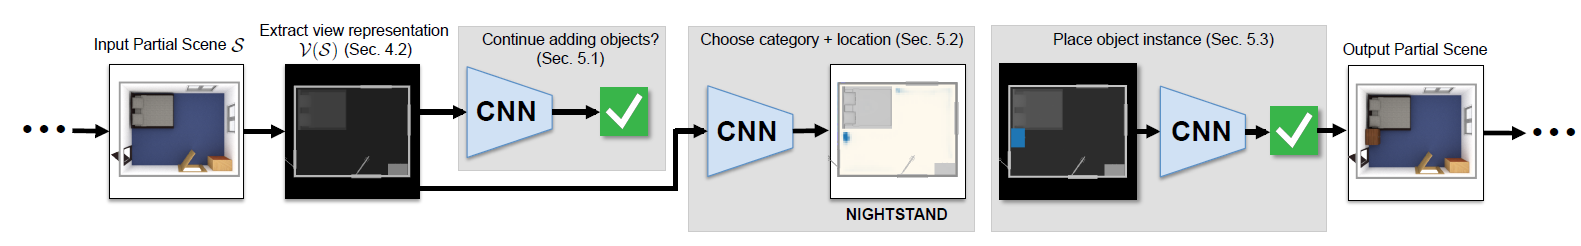 Input Partial Scene 𝒮
Extract view representation
𝒱(𝒮) (Sec. 4.2)
Continue adding objects?
(Sec. 5.1)
CNN
Choose category + location (Sec. 5.2)
CNN
NIGHTSTAND
Place object instance (Sec. 5.3)
CNN
Output Partial Scene